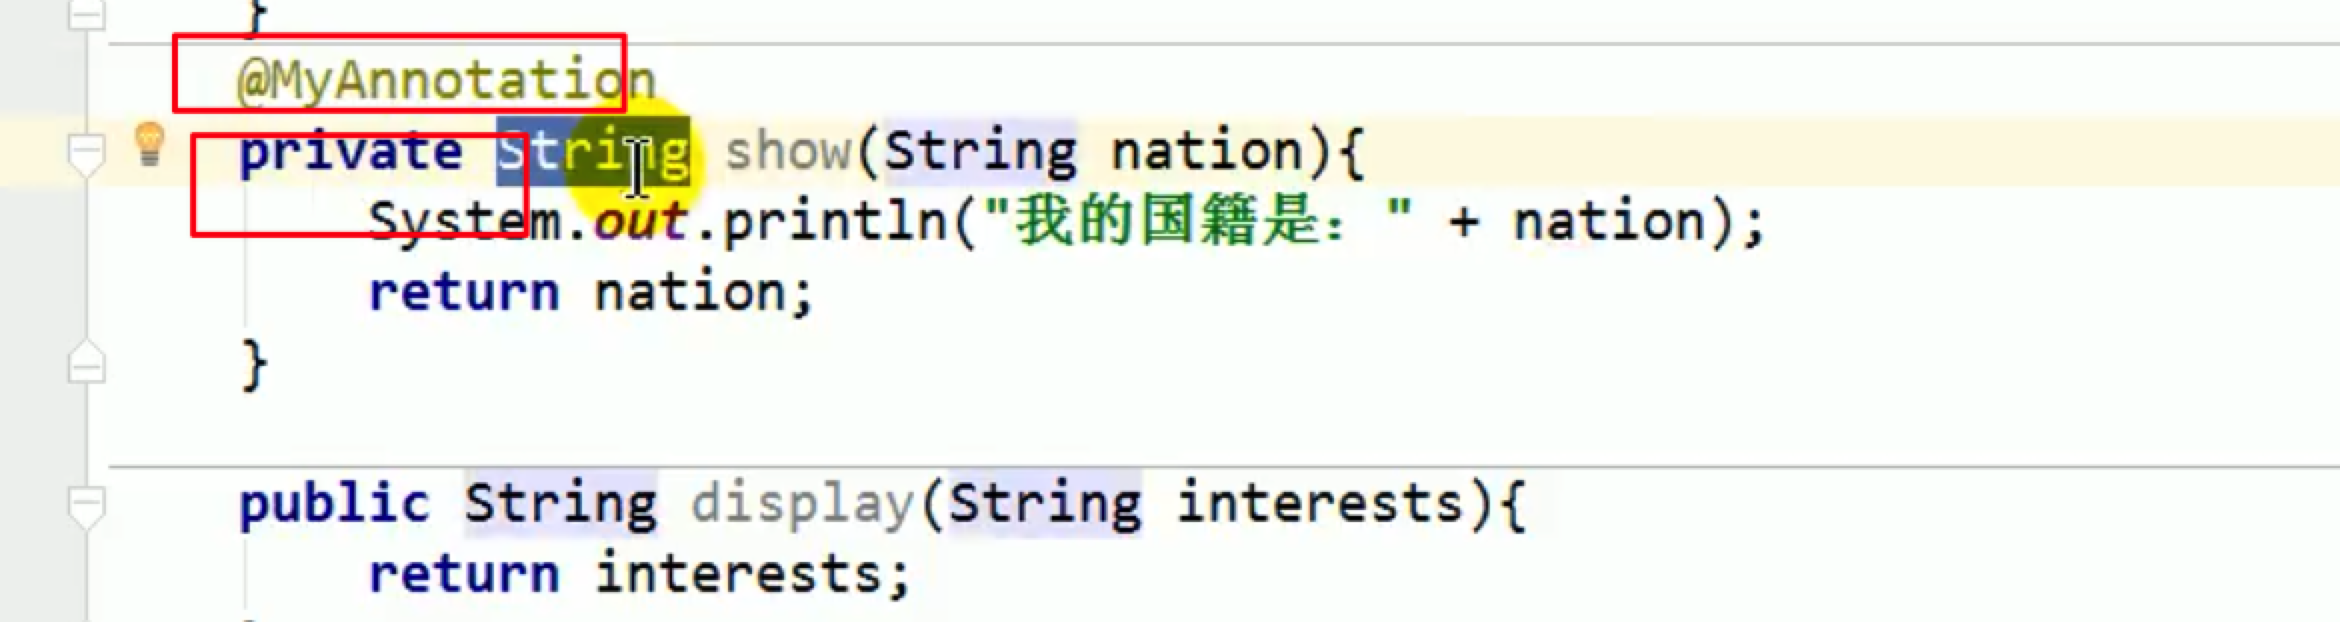 }
@MyAnnotation
private String show(String nation){
System.out.println("我的国籍是：" + nation);
return nation;
}
public String display(String interests){
return interests;